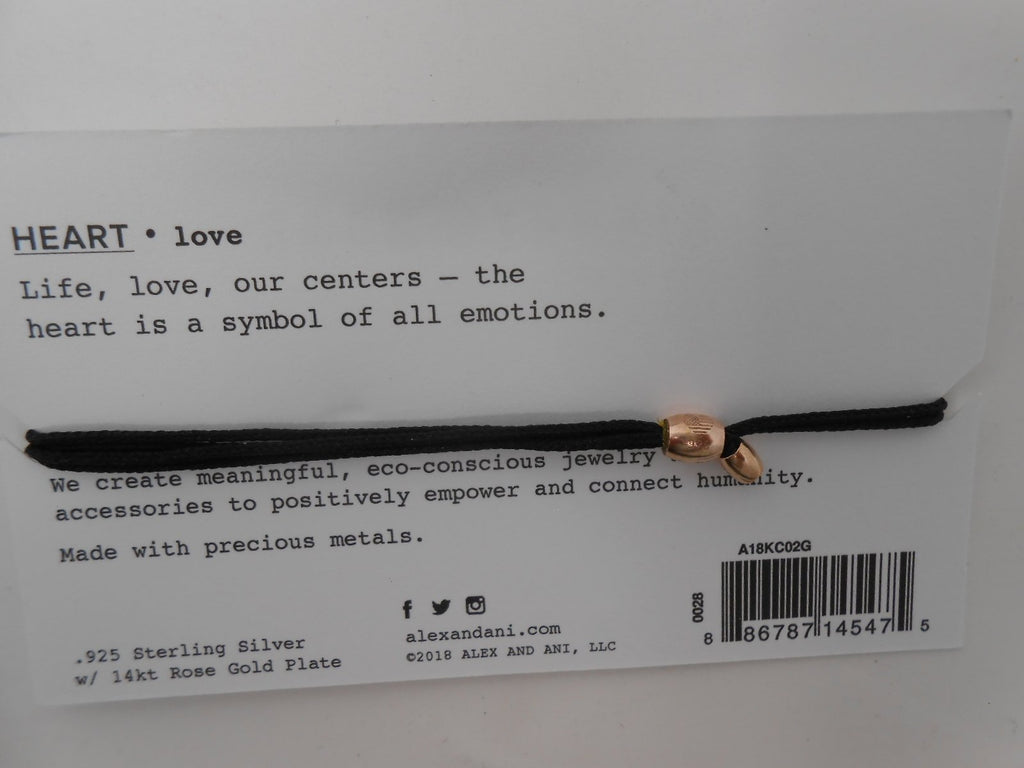 HEART • love
Life, love, our centers — the
heart is a symbol of all emotions.
We create meaningful, eco-conscious jewelry
accessories to positively empower and connect humanity.
Made with precious metals.
.925 Sterling Silver
w/ 14kt Rose Gold Plate
alexandani.com
©2018 ALEX AND ANI, LLC
A18KC02G
0028
8 86787 14547 5